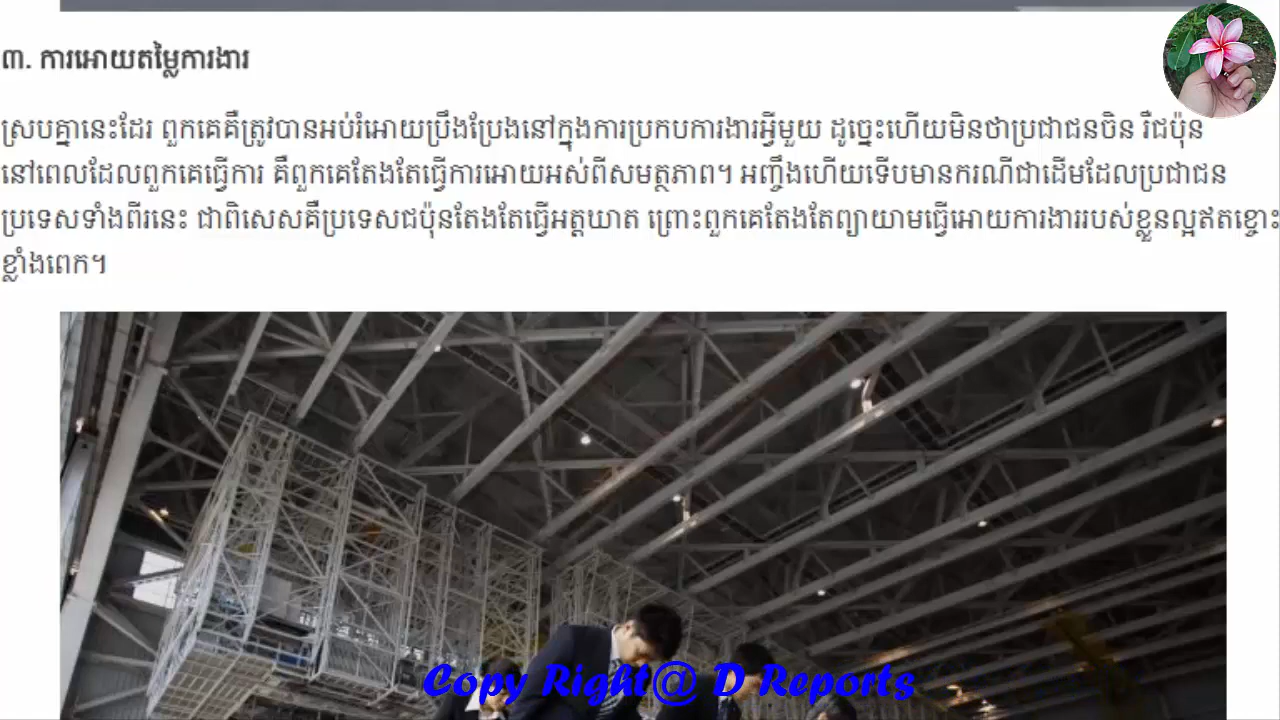 ៣. ការអោយតម្លៃការងារ
ស្របគ្នានេះដែរ ពួកគេគឺត្រូវបានអប់រំអោយប្រឹងប្រែងនៅក្នុងការប្រកបការងារអ្វីមួយ ដូច្នេះហើយមិនថាប្រជាជនចិន រឺជប៉ុន
នៅពេលដែលពួកគេធ្វើការ គឺពួកគេតែងតែធ្វើការអោយអស់ពីសមត្ថភាព។ អញ្ចឹងហើយទើបមានករណីជាដើមដែលប្រជាជន
ប្រទេសទាំងពីរនេះ ជាពិសេសគឺប្រទេសជប៉ុនតែងតែធ្វើអត្តឃាត ព្រោះពួកគេតែងតែព្យាយាមធ្វើអោយការងាររបស់ខ្លួនល្អឥតខ្ចោះ
ខ្លាំងពេក។
Copy Right@ D Reports